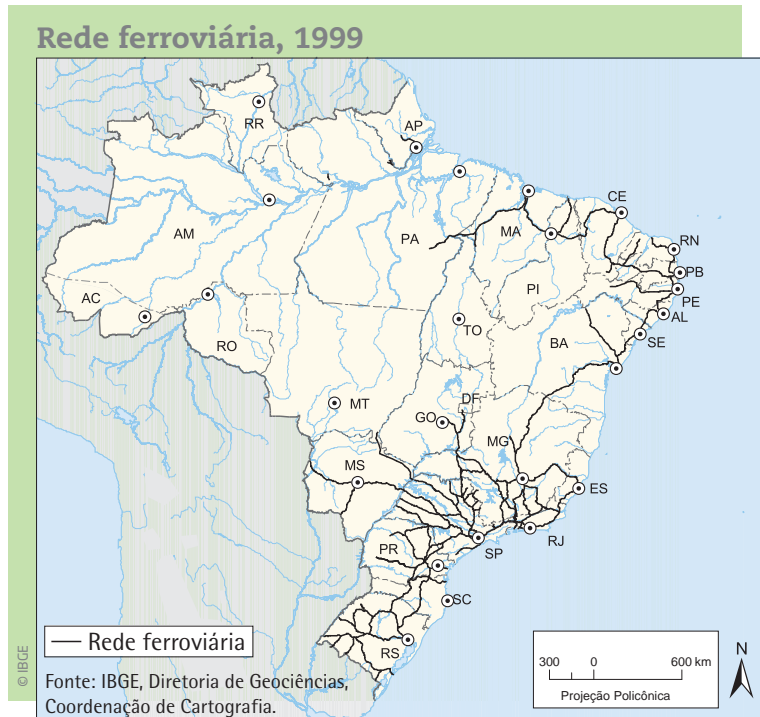 Rede ferroviária, 1999
RR
AP
CE
AM
PA
MA
RN
PB
PI
PE
AC
AL
TO
SE
RO
BA
MT
DF
GO
MG
MS
ES
PR
SP
RJ
SC
RS
— Rede ferroviária
Fonte: IBGE, Diretoria de Geociências,
Coordenação de Cartografia.
© IBGE
300 0 600 km
Projeção Policônica
N